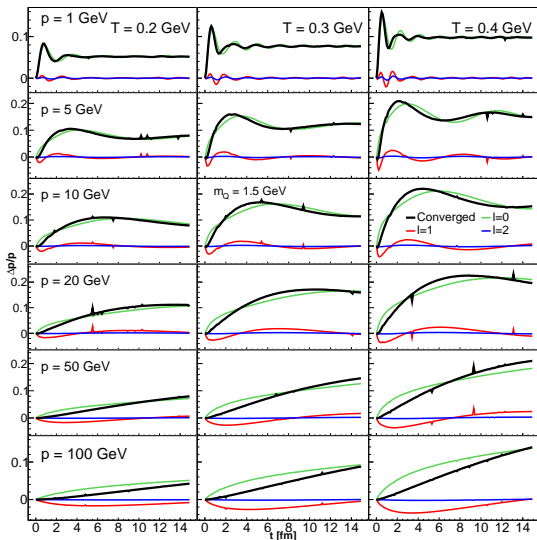 p = 1 GeV T = 0.2 GeV T = 0.3 GeV T = 0.4 GeV
0.1
0
0.2
p = 5 GeV
0.1
0
0.2
p = 10 GeV m_Q = 1.5 GeV
Converged l=0
l=1 l=2
0.1
0
Δp/p
0.2
p = 20 GeV
0.1
0
p = 50 GeV
0.1
0
p = 100 GeV
0.1
0
0 2 4 6 8 10 12 14 0 2 4 6 8 10 12 14 0 2 4 6 8 10 12 14
t [fm]